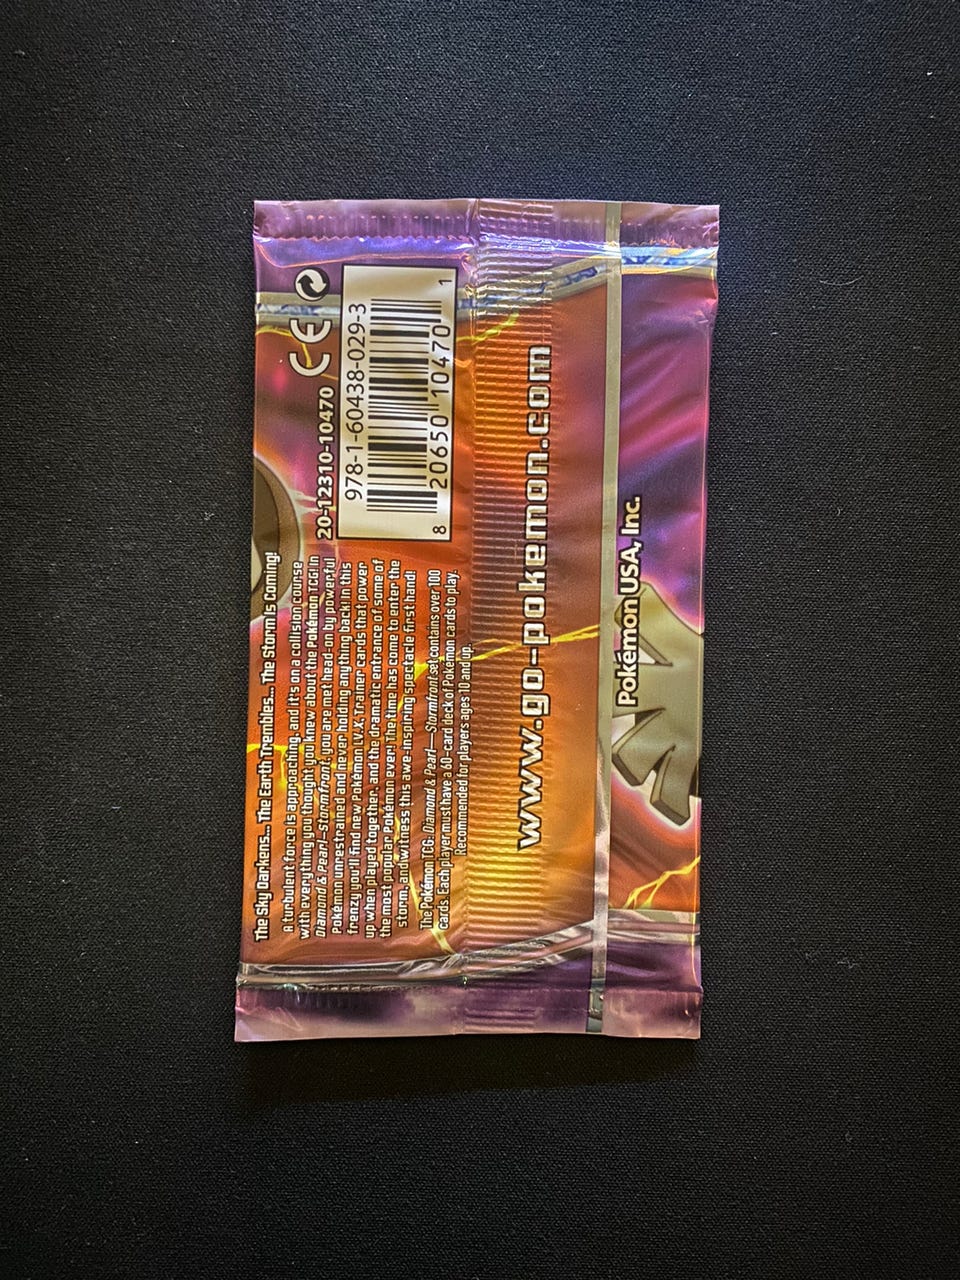 The Sky Darkens... The Earth Trembles... The Storm Is Coming!
A turbulent force is approaching, and it's on a collision course
with everything you thought you knew about the Pokémon TCG! In
Diamond & Pearl—Stormfront, you are met head-on by powerful
Pokémon unrestrained and never holding anything back! In this
frenzy you'll find new Pokémon LV.X, Trainer cards that power
up when played together, and the dramatic entrance of some of
the most popular Pokémon ever! The time has come to enter the
storm, and witness this awe-inspiring spectacle first hand!
The Pokémon TCG: Diamond & Pearl—Stormfront set contains over 100
cards. Each player must have a 60-card deck of Pokémon cards to play.
Recommended for players ages 10 and up.
CE
20-12310-10470
978-1-60438-029-3
8 20650 10470 1
www.go-pokemon.com
Pokémon USA, Inc.